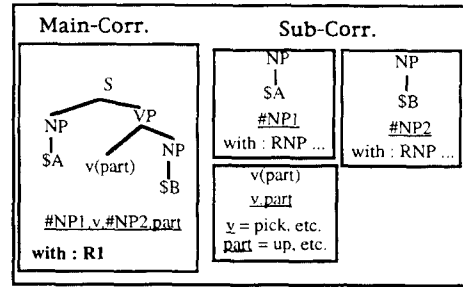 Main-Corr.
S
NP
VP
$A
v(part)
NP
$B
#NP1.v.#NP2.part
with : R1
Sub-Corr.
NP
$A
#NP1
with : RNP ...
NP
$B
#NP2
with : RNP ...
v(part)
v.part
v = pick, etc.
part = up, etc.